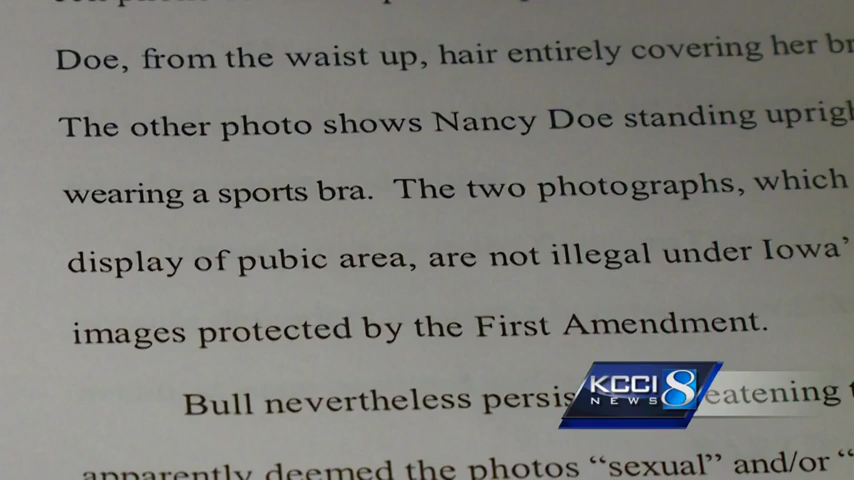 Doe, from the waist up, hair entirely covering her br
The other photo shows Nancy Doe standing uprigh
wearing a sports bra. The two photographs, which
display of pubic area, are not illegal under Iowa'
images protected by the First Amendment.
Bull nevertheless persis eatening t
apparently deemed the photos “sexual” and/or “
KCCI 8
NEWS